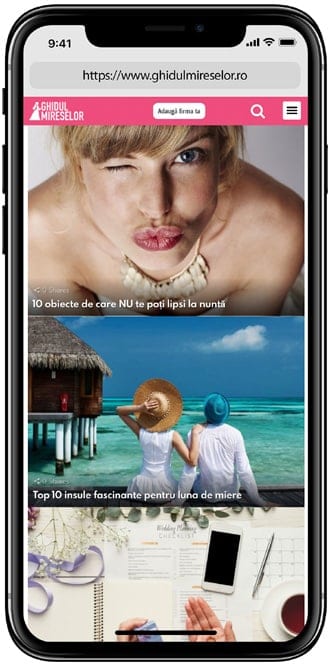 9:41
https://www.ghidulmireselor.ro
GHIDUL
MIRESELOR
Adaugă firma ta
0 Shares
10 obiecte de care NU te poți lipsi la nuntă
0 Shares
Top 10 insule fascinante pentru luna de miere
Wedding Planning
CHECKLIST